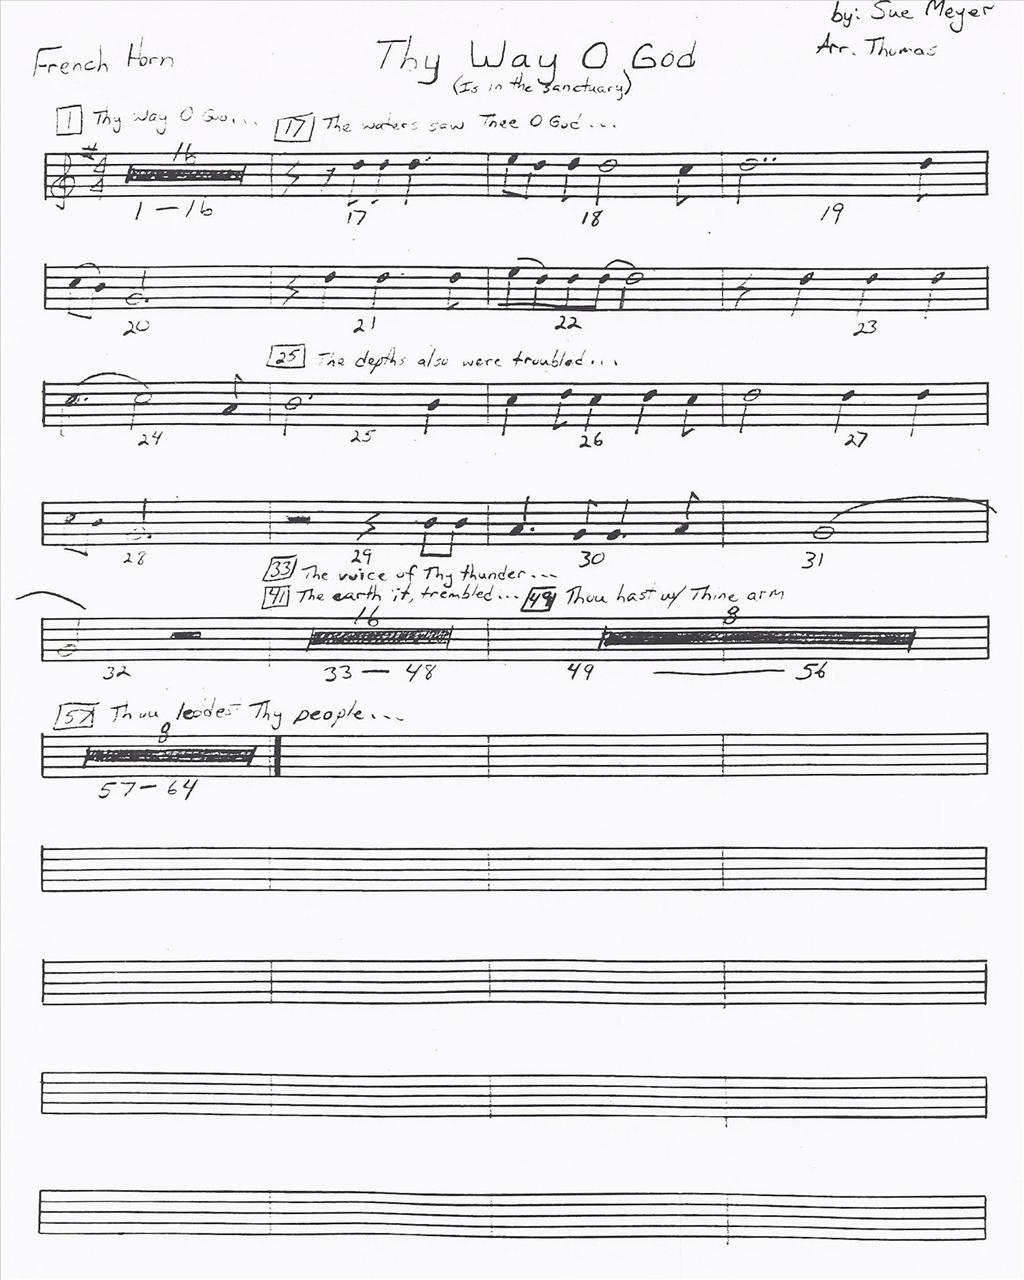 by: Sue Meyer
French Horn
Thy Way O God
Arr. Thomas
(Is in the sanctuary)
1 Thy Way O God... 17 The waters saw Thee O God...
4 4 16
1-16 17 18 19
20 21 22 23
25 The depths also were troubled...
24 25 26 27
28 29 30 31
33 The voice of Thy thunder...
41 The earth it, trembled... 49 Thou hast w/ Thine arm
16 8
32 33-48 49-56
57 Thou leadest Thy people...
8
57-64